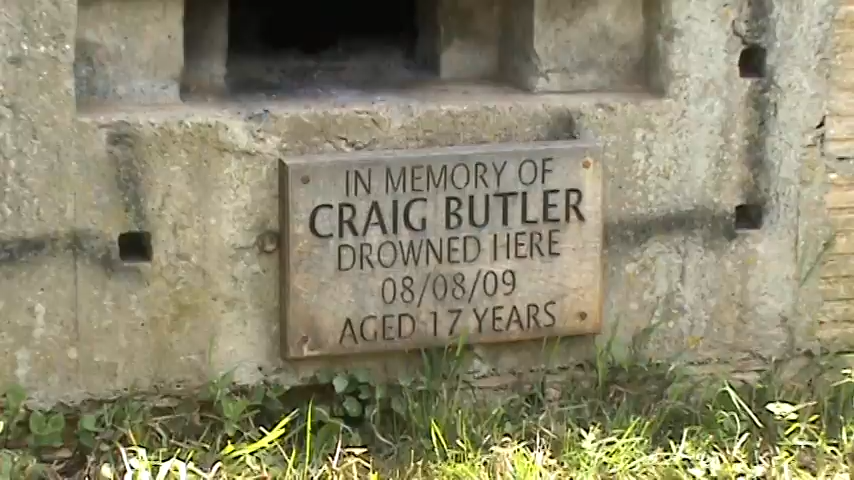 IN MEMORY OF
CRAIG BUTLER
DROWNED HERE
08/08/09
AGED 17 YEARS